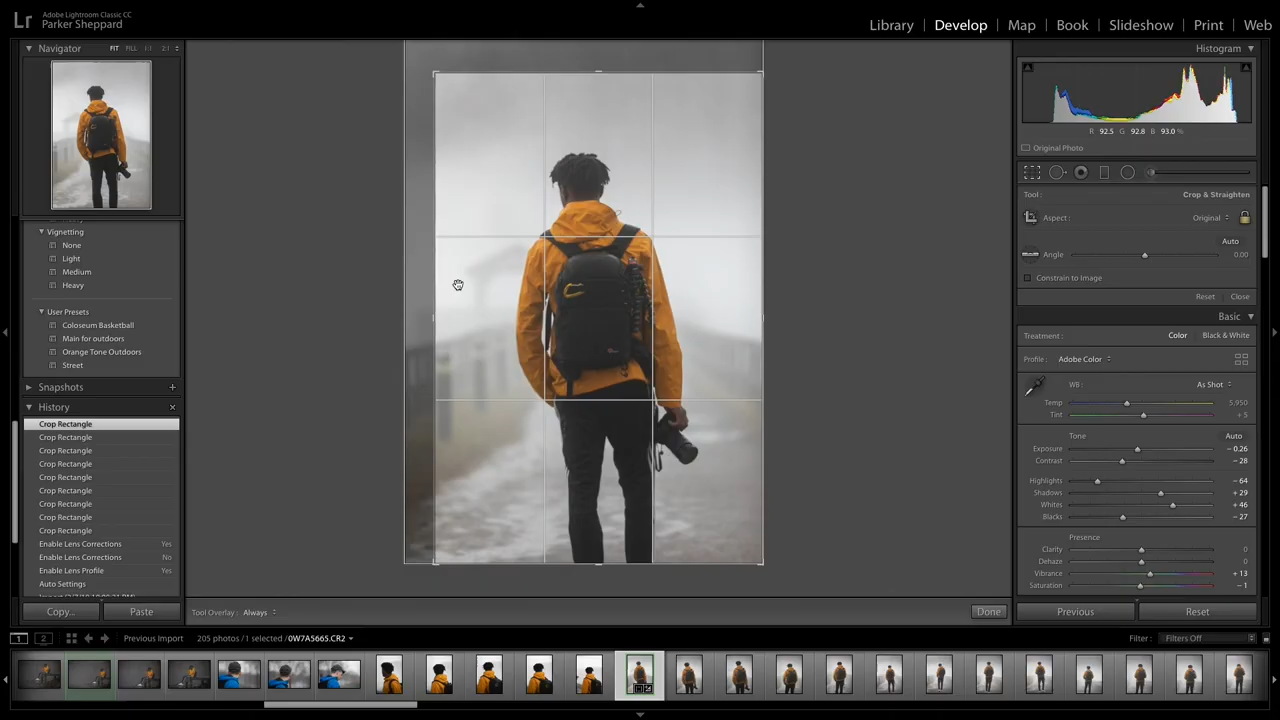 Lr Adobe Lightroom Classic CC
Parker Sheppard
Library | Develop | Map | Book | Slideshow | Print | Web
Navigator FIT FILL 1:1 2:1
Vignetting
None
Light
Medium
Heavy
User Presets
Coloseum Basketball
Main for outdoors
Orange Tone Outdoors
Street
Snapshots +
History ×
Crop Rectangle
Crop Rectangle
Crop Rectangle
Crop Rectangle
Crop Rectangle
Crop Rectangle
Crop Rectangle
Crop Rectangle
Crop Rectangle
Enable Lens Corrections Yes
Enable Lens Corrections No
Enable Lens Profile Yes
Auto Settings
Copy... Paste
Tool Overlay: Always Done
Histogram
R 92.5 G 92.8 B 93.0 %
Original Photo
Tool: Crop & Straighten
Aspect: Original
Auto
Angle 0.00
Constrain to Image
Reset Close
Basic
Treatment: Color | Black & White
Profile: Adobe Color
WB: As Shot
Temp 5,950
Tint + 5
Tone Auto
Exposure − 0.26
Contrast − 28
Highlights − 64
Shadows + 29
Whites + 46
Blacks − 27
Presence
Clarity 0
Dehaze 0
Vibrance + 13
Saturation − 1
Previous Reset
1 2 Previous Import 205 photos / 1 selected / 0W7A5665.CR2 Filter: Filters Off